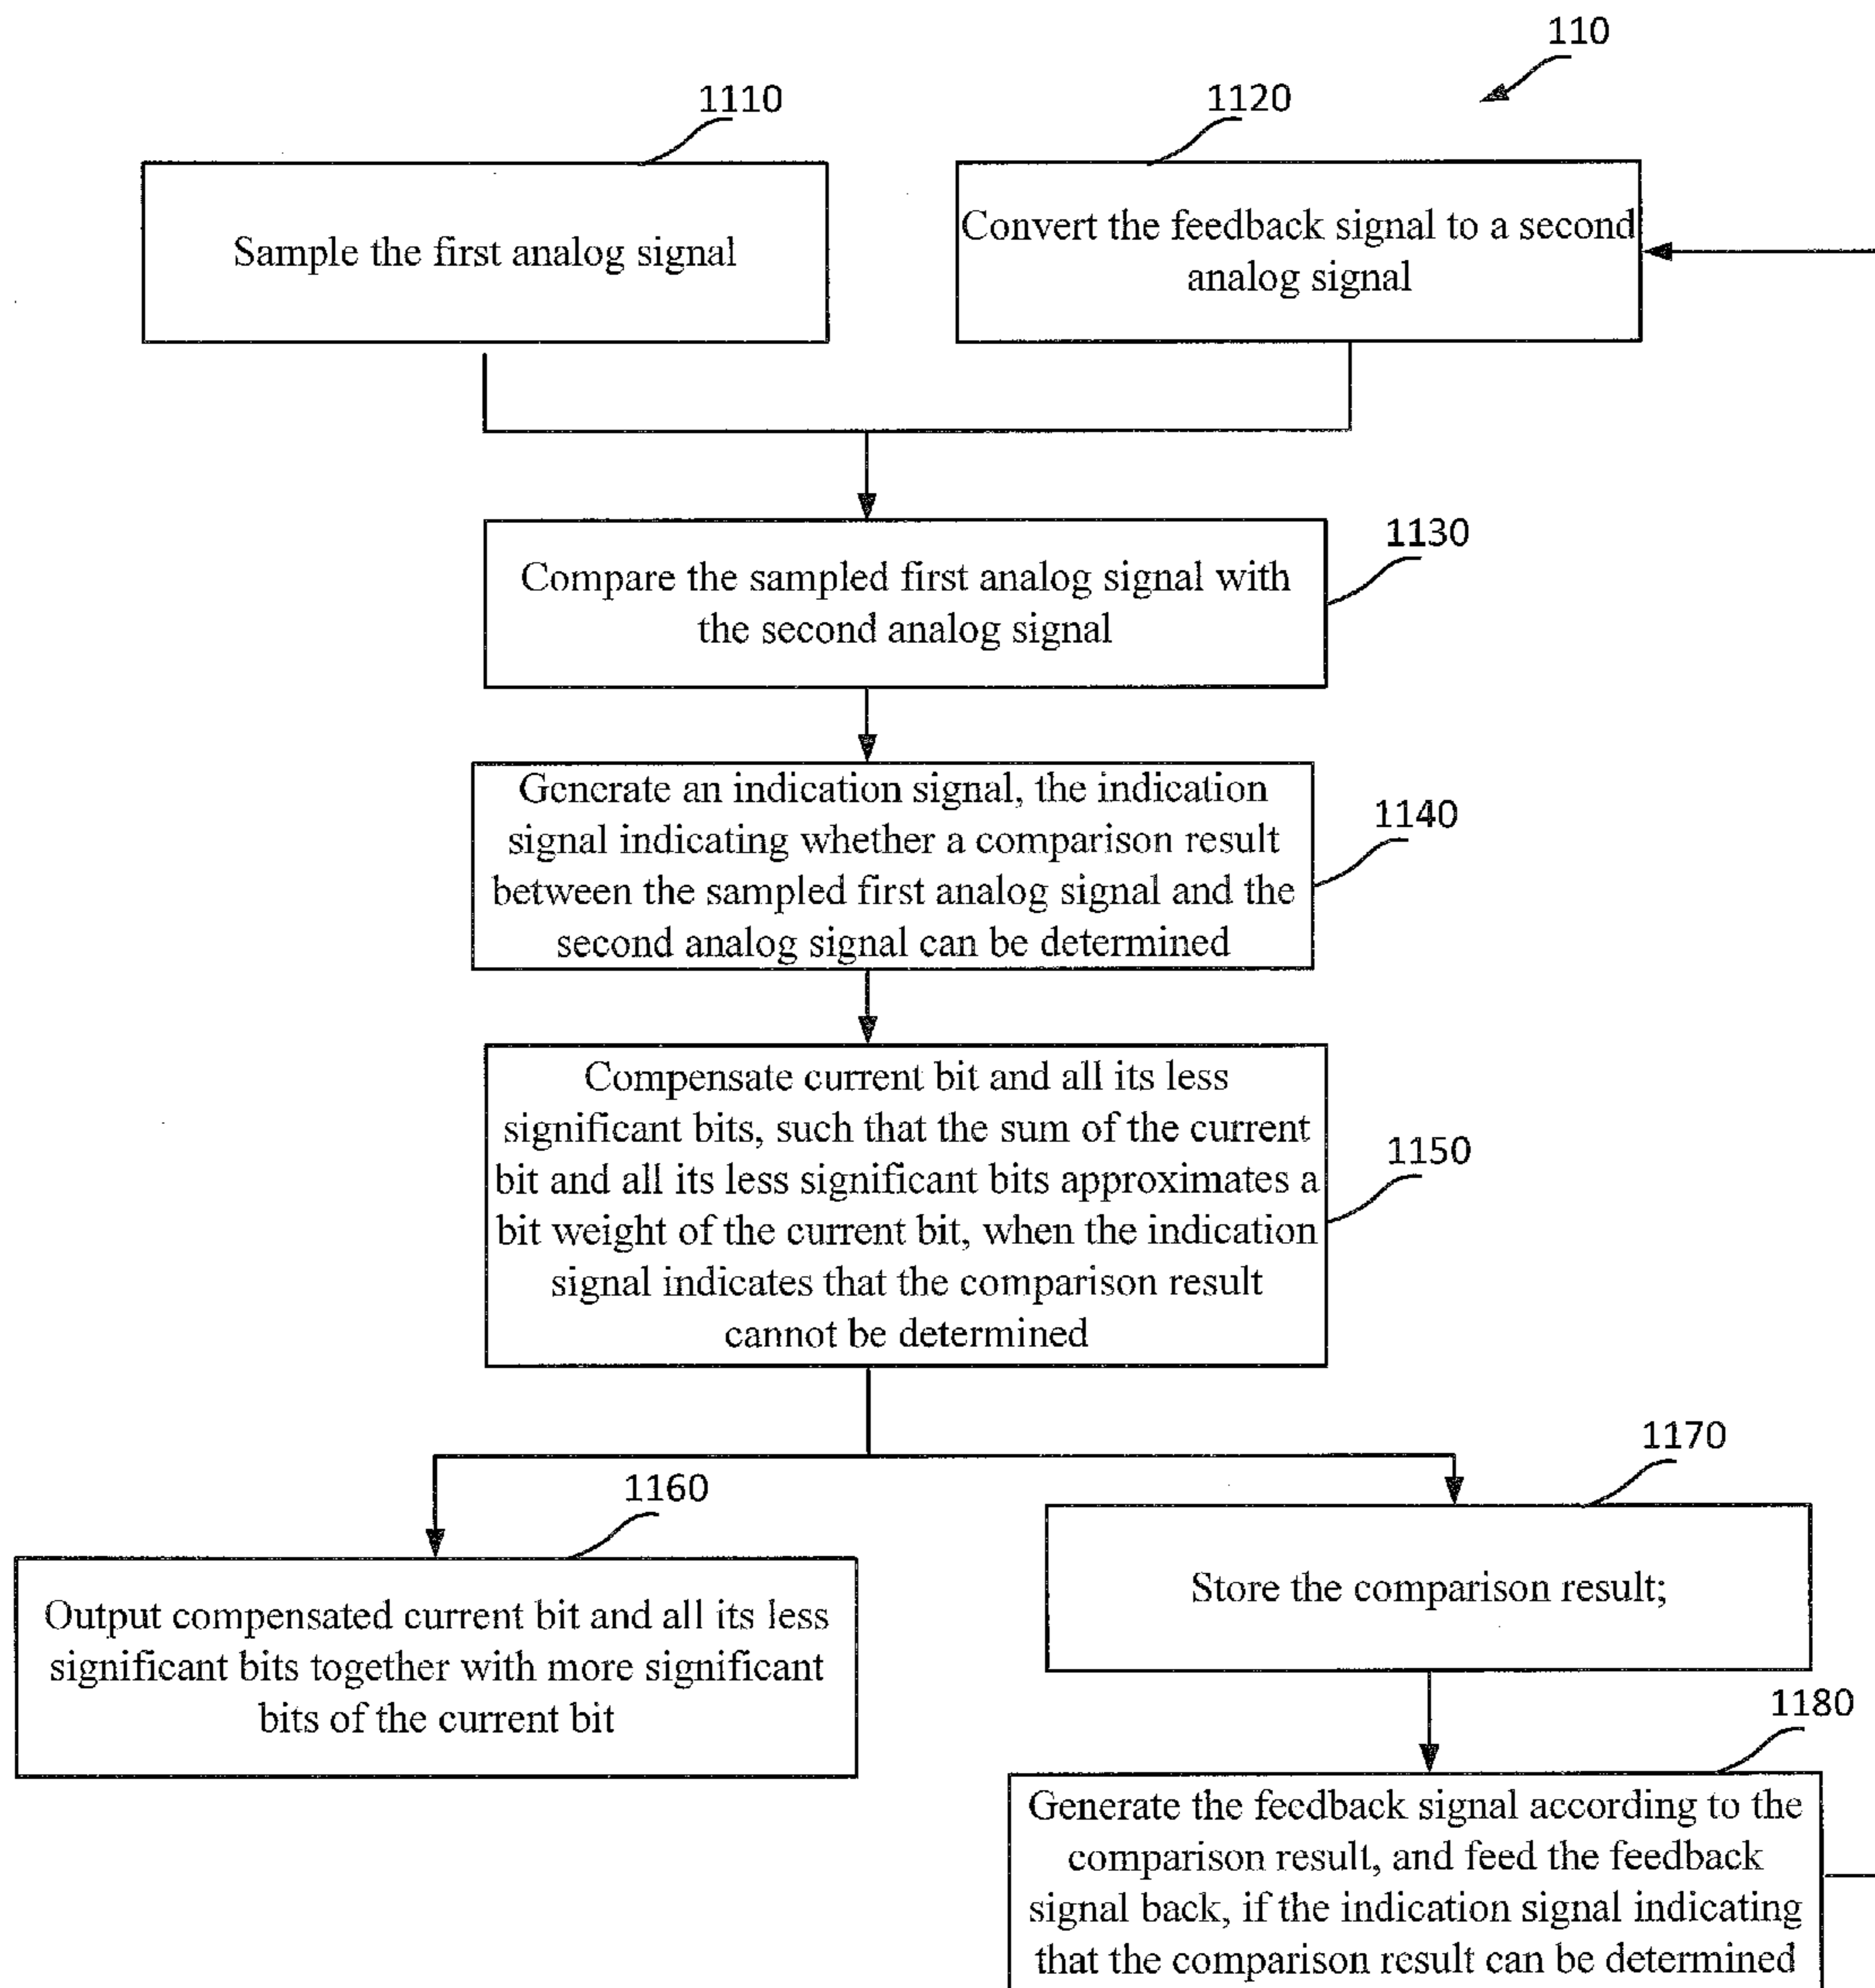 110
1110
1120
Sample the first analog signal
Convert the feedback signal to a second
analog signal
1130
Compare the sampled first analog signal with
the second analog signal
1140
Generate an indication signal, the indication
signal indicating whether a comparison result
between the sampled first analog signal and the
second analog signal can be determined
1150
Compensate current bit and all its less
significant bits, such that the sum of the current
bit and all its less significant bits approximates a
bit weight of the current bit, when the indication
signal indicates that the comparison result
cannot be determined
1160
Output compensated current bit and all its less
significant bits together with more significant
bits of the current bit
1170
Store the comparison result;
1180
Generate the feedback signal according to the
comparison result, and feed the feedback
signal back, if the indication signal indicating
that the comparison result can be determined